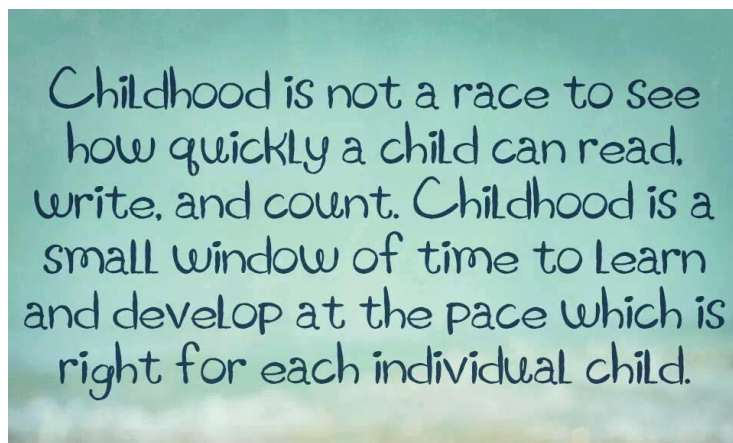 Childhood is not a race to see
how quickly a child can read,
write, and count. Childhood is a
small window of time to learn
and develop at the pace which is
right for each individual child.